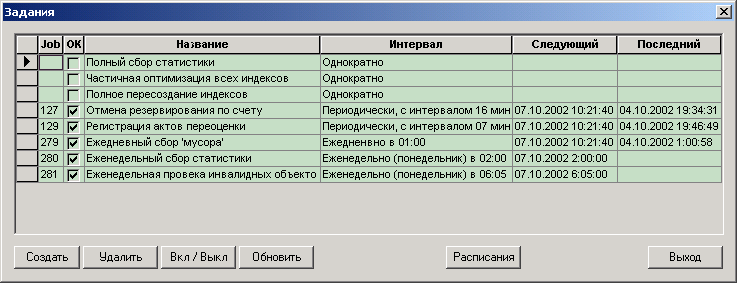 Задания
Job OK Название Интервал Следующий Последний
Полный сбор статистики Однократно
Частичная оптимизация всех индексов Однократно
Полное пересоздание индексов Однократно
127 Отмена резервирования по счету Периодически, с интервалом 16 мин 07.10.2002 10:21:40 04.10.2002 19:34:31
129 Регистрация актов переоценки Периодически, с интервалом 07 мин 07.10.2002 10:21:40 04.10.2002 19:46:49
279 Ежедневный сбор 'мусора' Ежедненвно в 01:00 07.10.2002 10:21:40 04.10.2002 1:00:58
280 Еженедельный сбор статистики Еженедельно (понедельник) в 02:00 07.10.2002 2:00:00
281 Еженедельная провека инвалидных объекто Еженедельно (понедельник) в 06:05 07.10.2002 6:05:00
Создать Удалить Вкл / Выкл Обновить Расписания Выход